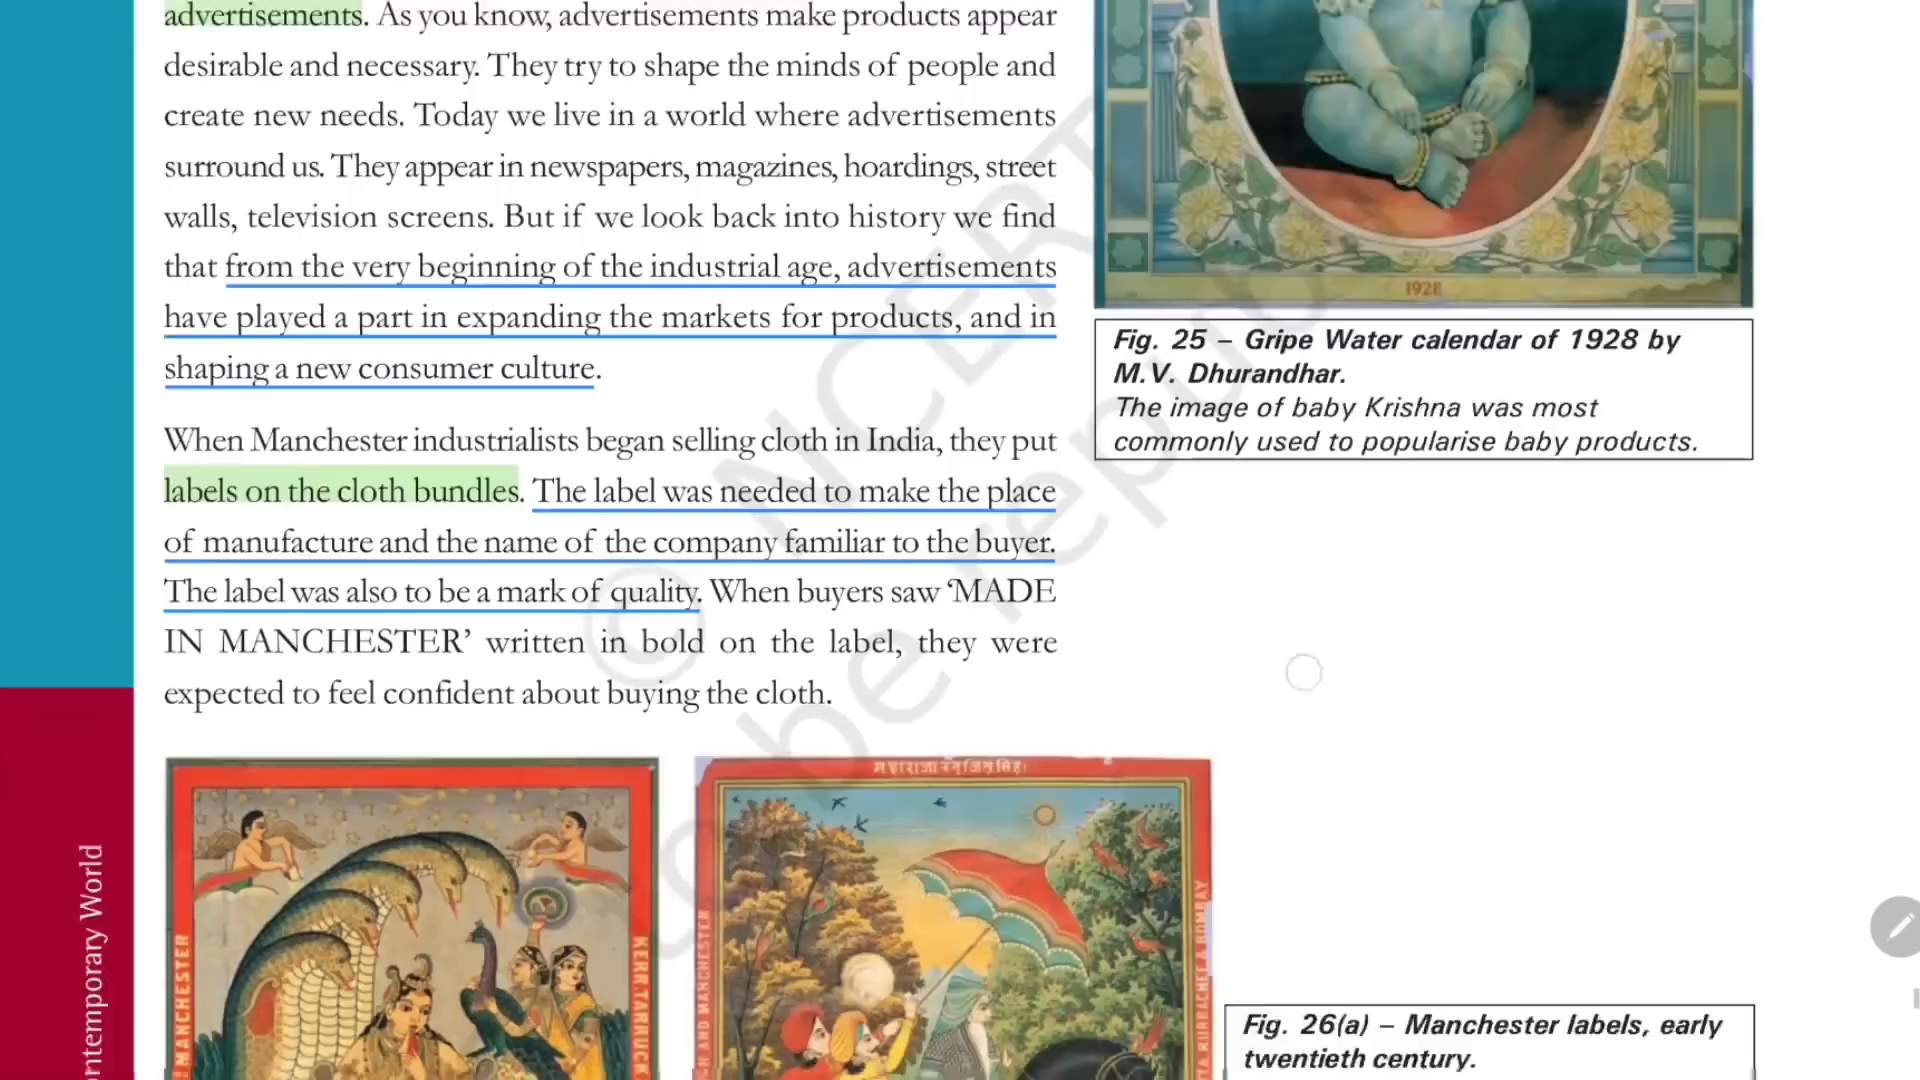 advertisements. As you know, advertisements make products appear
desirable and necessary. They try to shape the minds of people and
create new needs. Today we live in a world where advertisements
surround us. They appear in newspapers, magazines, hoardings, street
walls, television screens. But if we look back into history we find
that from the very beginning of the industrial age, advertisements
have played a part in expanding the markets for products, and in
shaping a new consumer culture.
When Manchester industrialists began selling cloth in India, they put
labels on the cloth bundles. The label was needed to make the place
of manufacture and the name of the company familiar to the buyer.
The label was also to be a mark of quality. When buyers saw ‘MADE
IN MANCHESTER’ written in bold on the label, they were
expected to feel confident about buying the cloth.
1928
Fig. 25 – Gripe Water calendar of 1928 by
M.V. Dhurandhar.
The image of baby Krishna was most
commonly used to popularise baby products.
MANCHESTER
KERR TARRUCK
AND MANCHESTER
& BOMBAY
Fig. 26(a) – Manchester labels, early
twentieth century.
ntemporary World
© NCERT
be repub